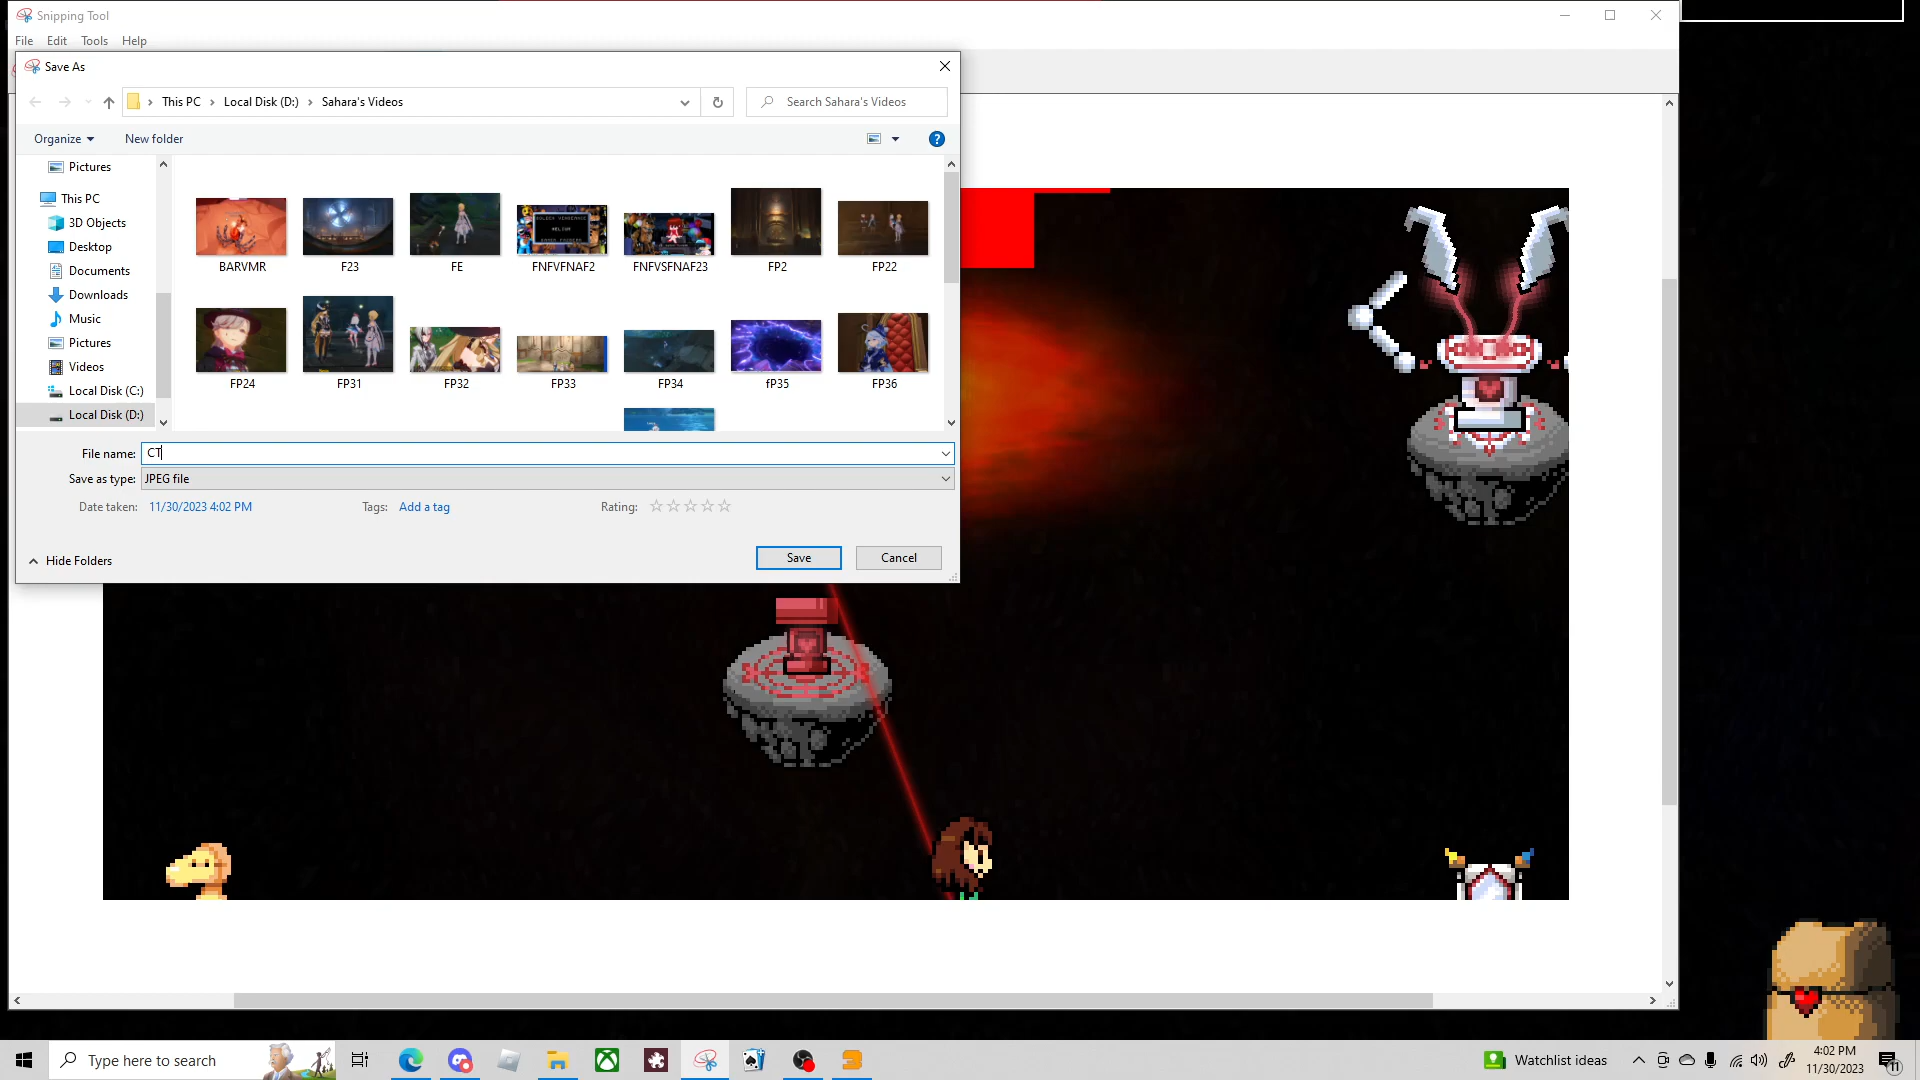 Snipping Tool
File Edit Tools Help
Save As
This PC Local Disk (D:) Sahara's Videos
Search Sahara's Videos
Organize New folder
?
Pictures
This PC
3D Objects
Desktop
Documents
Downloads
Music
Pictures
Videos
Local Disk (C:)
Local Disk (D:)
BARVMR F23 FE FNFVFNAF2 FNFVSFNAF23 FP2 FP22
FP24 FP31 FP32 FP33 FP34 fP35 FP36
File name: CT
Save as type: JPEG file
Date taken: 11/30/2023 4:02 PM Tags: Add a tag Rating:
Hide Folders
Save Cancel
Type here to search
Watchlist ideas
4:02 PM
11/30/2023
11